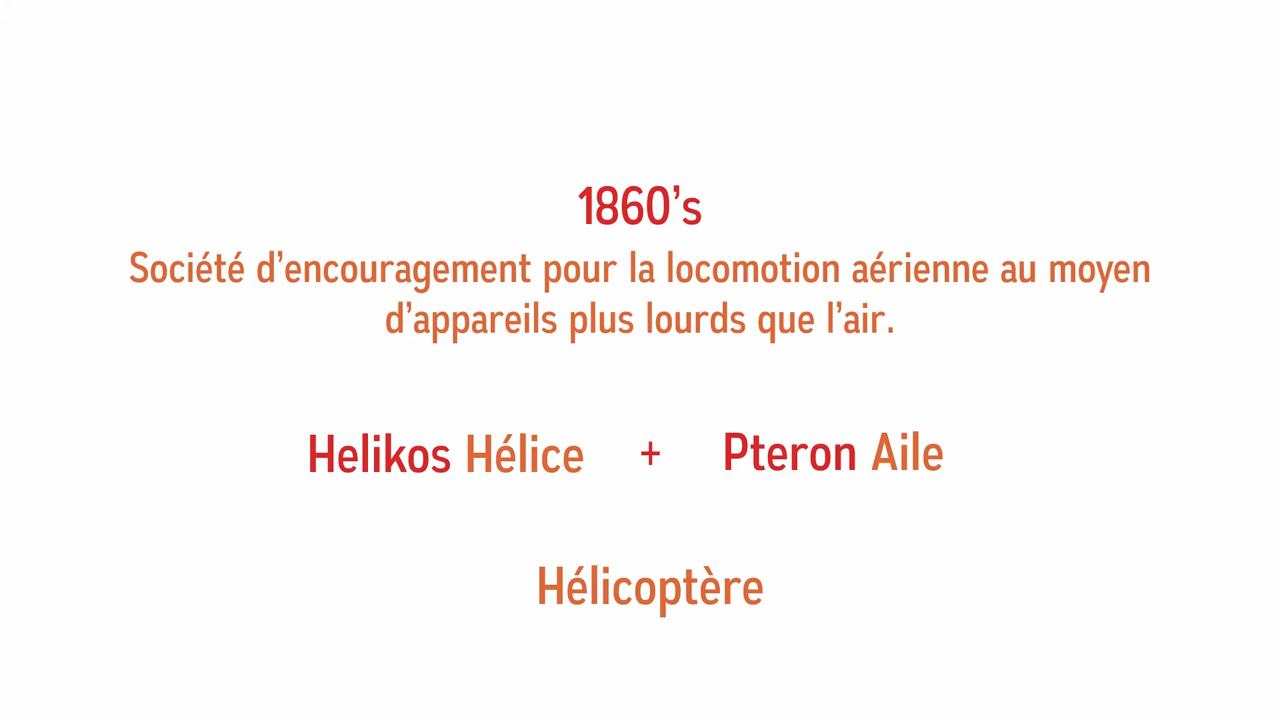 1860’s
Société d’encouragement pour la locomotion aérienne au moyen
d’appareils plus lourds que l’air.
Helikos Hélice + Pteron Aile
Hélicoptère